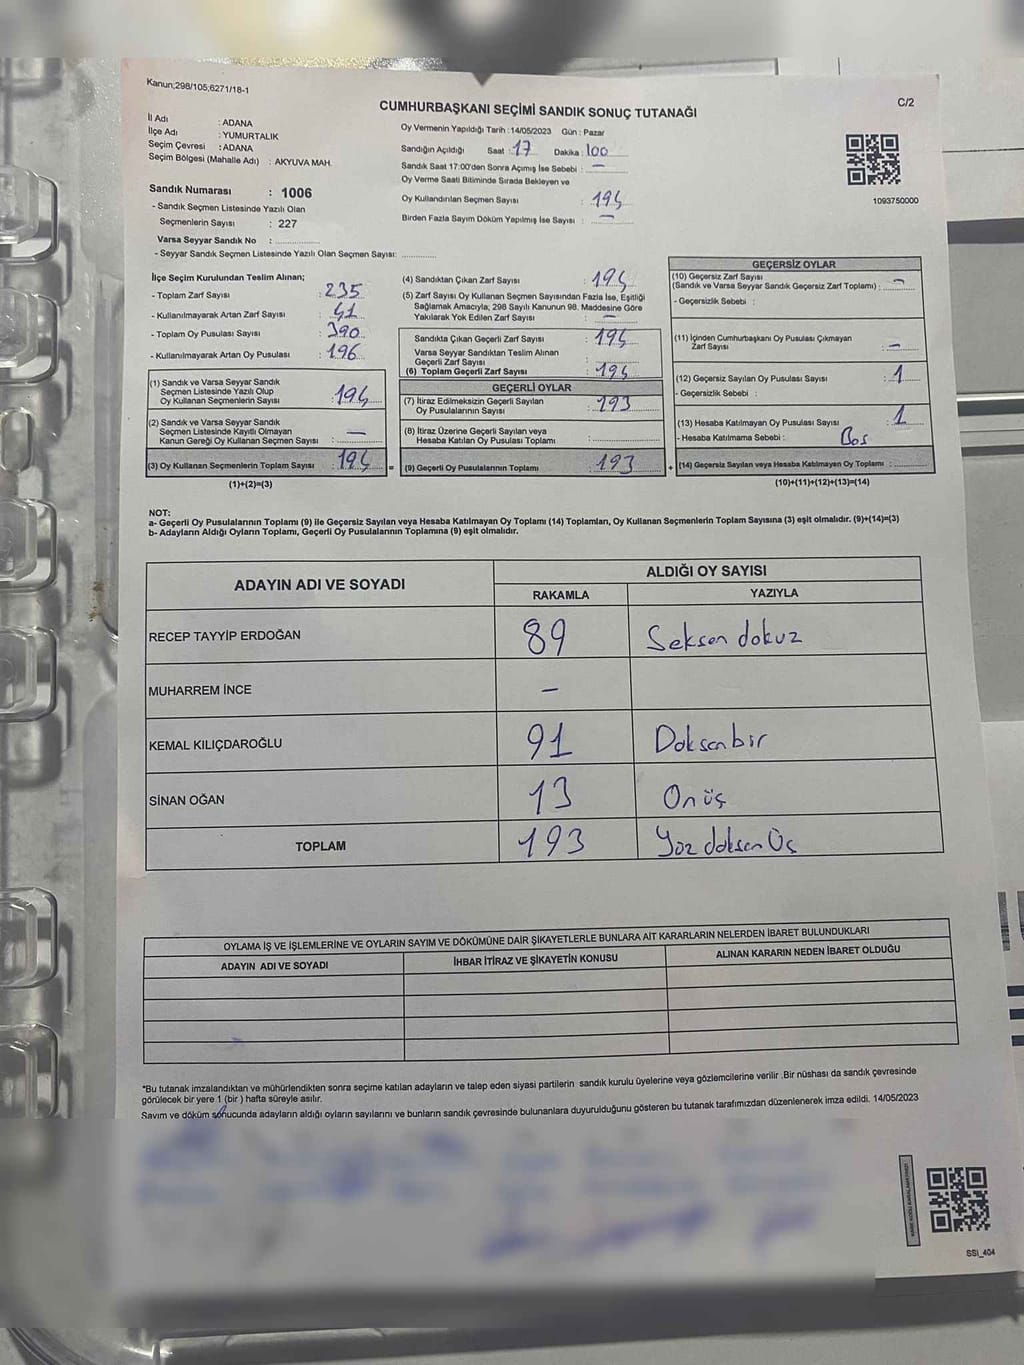 Kanun;298/105;6271/18-1
C/2
CUMHURBAŞKANI SEÇİMİ SANDIK SONUÇ TUTANAĞI
İl Adı : ADANA
İlçe Adı : YUMURTALIK
Seçim Çevresi : ADANA
Seçim Bölgesi (Mahalle Adı) : AKYUVA MAH.
Sandık Numarası : 1006
- Sandık Seçmen Listesinde Yazılı Olan
Seçmenlerin Sayısı : 227
Varsa Seyyar Sandık No :
- Seyyar Sandık Seçmen Listesinde Yazılı Olan Seçmen Sayısı:
Oy Vermenin Yapıldığı Tarih : 14/05/2023 Gün : Pazar
Sandığın Açıldığı Saat : 17 Dakika : 00
Sandık Saat 17:00'den Sonra Açımış İse Sebebi : —
Oy Verme Saati Bitiminde Sırada Bekleyen ve
Oy Kullandırılan Seçmen Sayısı : 194
Birden Fazla Sayım Döküm Yapılmış İse Sayısı : —
1093750000
İlçe Seçim Kurulundan Teslim Alınan;
- Toplam Zarf Sayısı : 235
- Kullanılmayarak Artan Zarf Sayısı : 41
- Toplam Oy Pusulası Sayısı : 390
- Kullanılmayarak Artan Oy Pusulası : 196
(1) Sandık ve Varsa Seyyar Sandık
Seçmen Listesinde Yazılı Olup
Oy Kullanan Seçmenlerin Sayısı : 194
(2) Sandık ve Varsa Seyyar Sandık
Seçmen Listesinde Kayıtlı Olmayan
Kanun Gereği Oy Kullanan Seçmen Sayısı : —
(3) Oy Kullanan Seçmenlerin Toplam Sayısı : 194 =
(1)+(2)=(3)
(4) Sandıktan Çıkan Zarf Sayısı : 194
(5) Zarf Sayısı Oy Kullanan Seçmen Sayısından Fazla İse, Eşitliği
Sağlamak Amacıyla; 298 Sayılı Kanunun 98. Maddesine Göre
Yakılarak Yok Edilen Zarf Sayısı : —
Sandıkta Çıkan Geçerli Zarf Sayısı : 194
Varsa Seyyar Sandıktan Teslim Alınan
Geçerli Zarf Sayısı :
(6) Toplam Geçerli Zarf Sayısı : 194
GEÇERLİ OYLAR
(7) İtiraz Edilmeksizin Geçerli Sayılan
Oy Pusulalarının Sayısı : 193
(8) İtiraz Üzerine Geçerli Sayılan veya
Hesaba Katılan Oy Pusulası Toplamı :
(9) Geçerli Oy Pusulalarının Toplamı : 193 +
GEÇERSİZ OYLAR
(10) Geçersiz Zarf Sayısı
(Sandık ve Varsa Seyyar Sandık Geçersiz Zarf Toplamı) : —
- Geçersizlik Sebebi :
(11) İçinden Cumhurbaşkanı Oy Pusulası Çıkmayan
Zarf Sayısı : —
(12) Geçersiz Sayılan Oy Pusulası Sayısı : 1
- Geçersizlik Sebebi :
(13) Hesaba Katılmayan Oy Pusulası Sayısı : 1
- Hesaba Katılmama Sebebi : Boş
(14) Geçersiz Sayılan veya Hesaba Katılmayan Oy Toplamı :
(10)+(11)+(12)+(13)=(14)
NOT:
a- Geçerli Oy Pusulalarının Toplamı (9) ile Geçersiz Sayılan veya Hesaba Katılmayan Oy Toplamı (14) Toplamları, Oy Kullanan Seçmenlerin Toplam Sayısına (3) eşit olmalıdır. (9)+(14)=(3)
b- Adayların Aldığı Oyların Toplamı, Geçerli Oy Pusulalarının Toplamına (9) eşit olmalıdır.
ADAYIN ADI VE SOYADI
ALDIĞI OY SAYISI
RAKAMLA YAZIYLA
RECEP TAYYİP ERDOĞAN 89 Seksen dokuz
MUHARREM İNCE —
KEMAL KILIÇDAROĞLU 91 Doksan bir
SİNAN OĞAN 13 On üç
TOPLAM 193 Yüz doksan Üç
OYLAMA İŞ VE İŞLEMLERİNE VE OYLARIN SAYIM VE DÖKÜMÜNE DAİR ŞİKAYETLERLE BUNLARA AİT KARARLARIN NELERDEN İBARET BULUNDUKLARI
ADAYIN ADI VE SOYADI İHBAR İTİRAZ VE ŞİKAYETİN KONUSU ALINAN KARARIN NEDEN İBARET OLDUĞU
*Bu tutanak imzalandıktan ve mühürlendikten sonra seçime katılan adayların ve talep eden siyasi partilerin sandık kurulu üyelerine veya gözlemcilerine verilir .Bir nüshası da sandık çevresinde
görülecek bir yere 1 (bir ) hafta süreyle asılır.
Sayım ve döküm sonucunda adayların aldığı oyların sayılarını ve bunların sandık çevresinde bulunanlara duyurulduğunu gösteren bu tutanak tarafımızdan düzenlenerek imza edildi. 14/05/2023
SSI_404